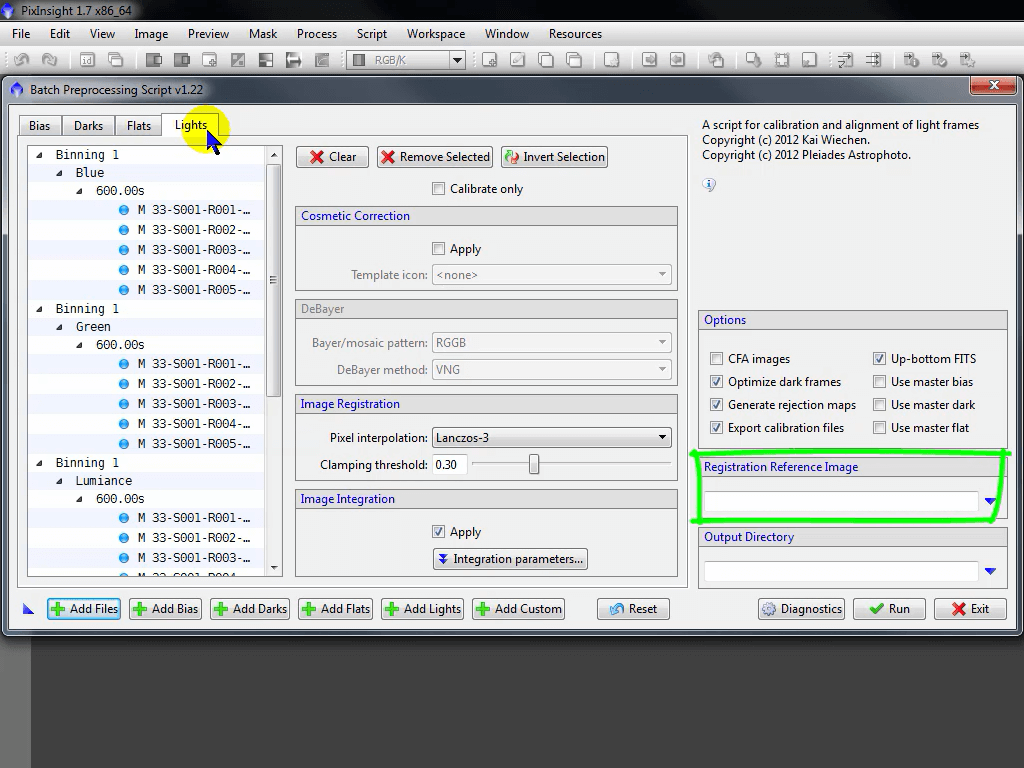 PixInsight 1.7 x86_64
File Edit View Image Preview Mask Process Script Workspace Window Resources
RGB/K
Batch Preprocessing Script v1.22
Bias Darks Flats Lights
Binning 1
Blue
600.00s
M 33-S001-R001-...
M 33-S001-R002-...
M 33-S001-R003-...
M 33-S001-R004-...
M 33-S001-R005-...
Binning 1
Green
600.00s
M 33-S001-R001-...
M 33-S001-R002-...
M 33-S001-R003-...
M 33-S001-R004-...
M 33-S001-R005-...
Binning 1
Lumiance
600.00s
M 33-S001-R001-...
M 33-S001-R002-...
M 33-S001-R003-...
M 33-S001-R004-...
Clear Remove Selected Invert Selection
Calibrate only
Cosmetic Correction
Apply
Template icon: <none>
DeBayer
Bayer/mosaic pattern: RGGB
DeBayer method: VNG
Image Registration
Pixel interpolation: Lanczos-3
Clamping threshold: 0.30
Image Integration
Apply
Integration parameters...
A script for calibration and alignment of light frames
Copyright (c) 2012 Kai Wiechen.
Copyright (c) 2012 Pleiades Astrophoto.
Options
CFA images Up-bottom FITS
Optimize dark frames Use master bias
Generate rejection maps Use master dark
Export calibration files Use master flat
Registration Reference Image
Output Directory
Add Files Add Bias Add Darks Add Flats Add Lights Add Custom Reset Diagnostics Run Exit